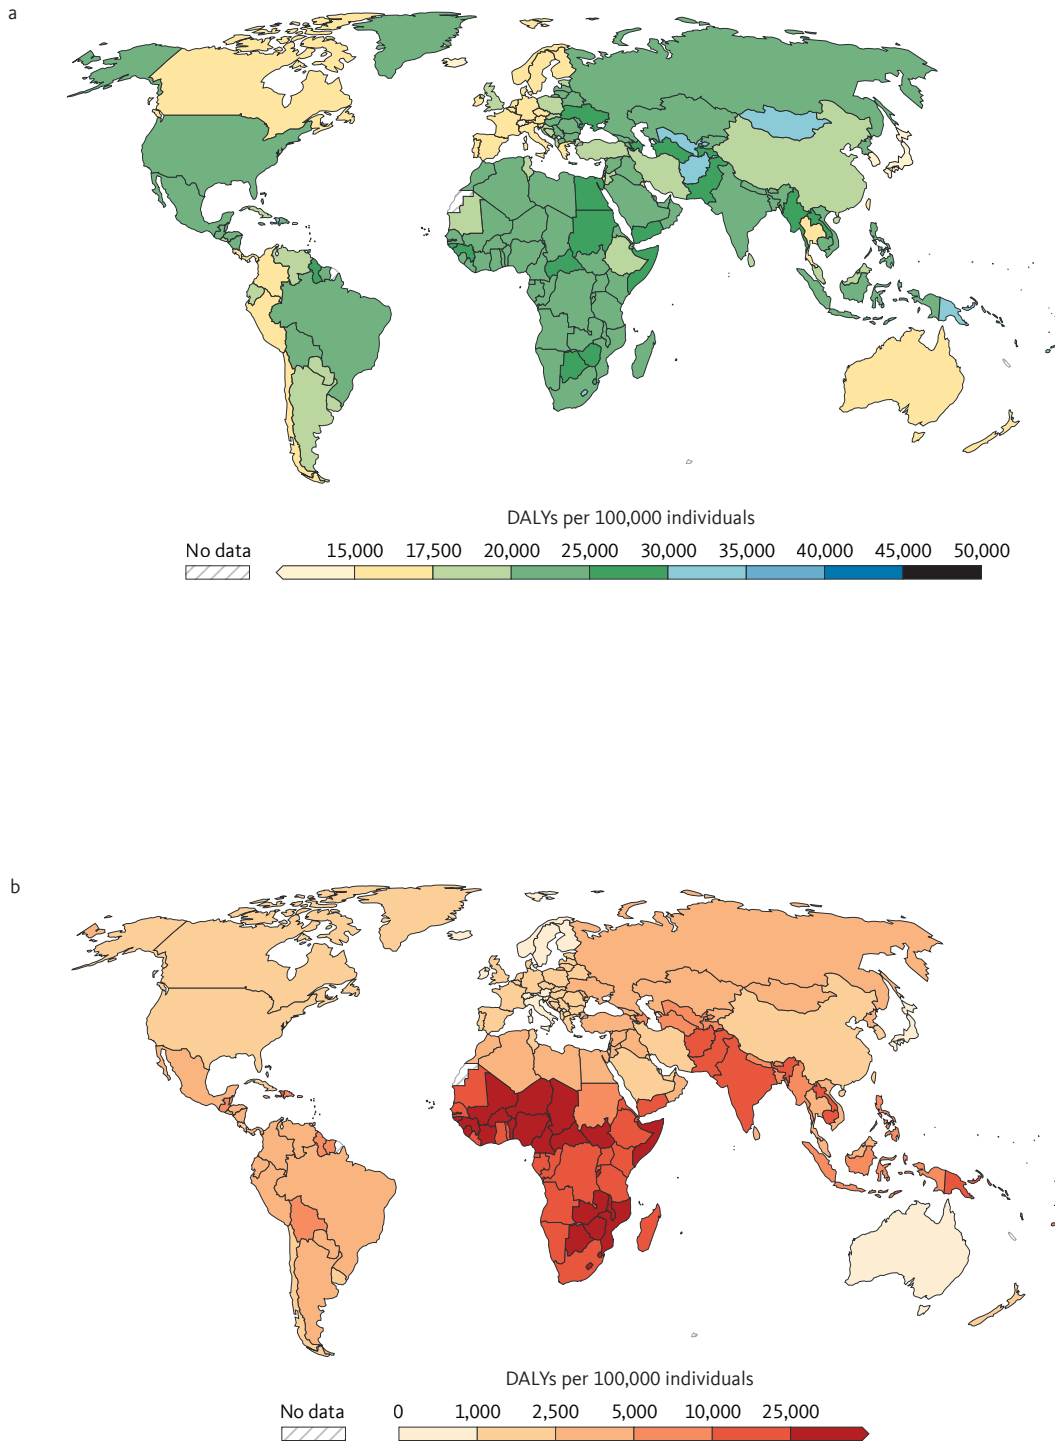 a
DALYs per 100,000 individuals
No data 15,000 17,500 20,000 25,000 30,000 35,000 40,000 45,000 50,000
b
DALYs per 100,000 individuals
No data 0 1,000 2,500 5,000 10,000 25,000